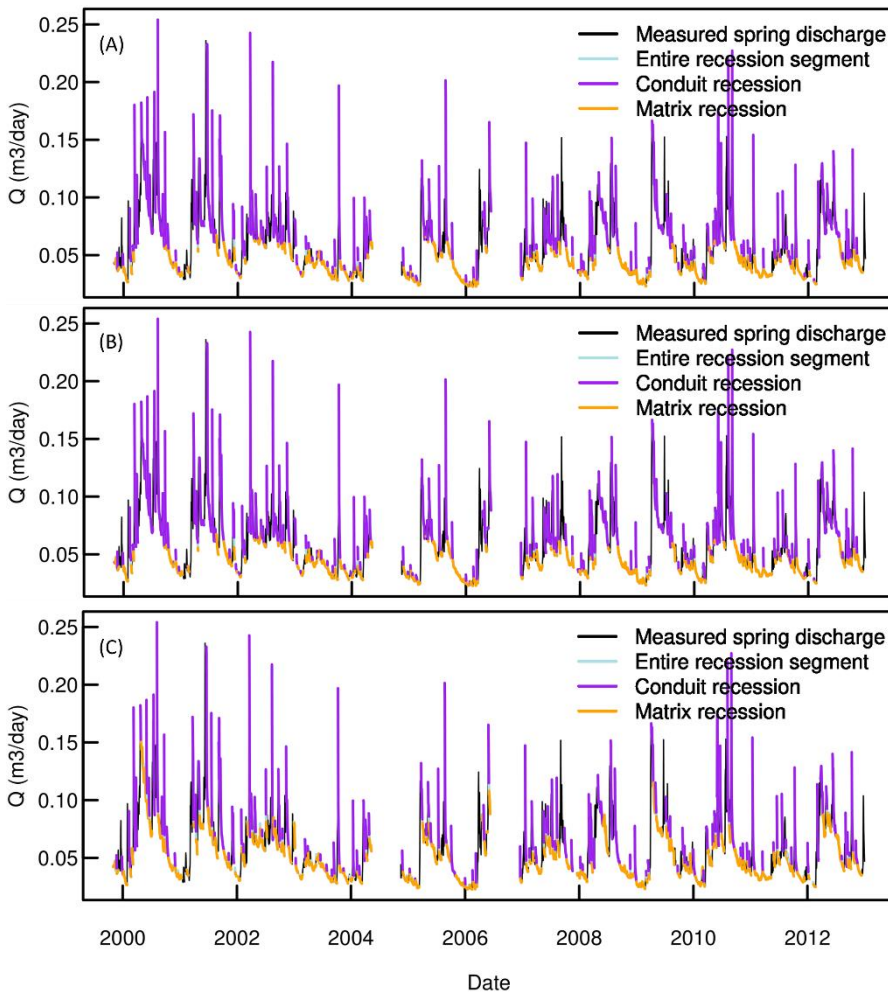 (A)
Measured spring discharge
Entire recession segment
Conduit recession
Matrix recession
0.25
0.20
0.15
0.10
0.05
Q (m3/day)
(B)
Measured spring discharge
Entire recession segment
Conduit recession
Matrix recession
0.25
0.20
0.15
0.10
0.05
Q (m3/day)
(C)
Measured spring discharge
Entire recession segment
Conduit recession
Matrix recession
0.25
0.20
0.15
0.10
0.05
Q (m3/day)
2000 2002 2004 2006 2008 2010 2012
Date